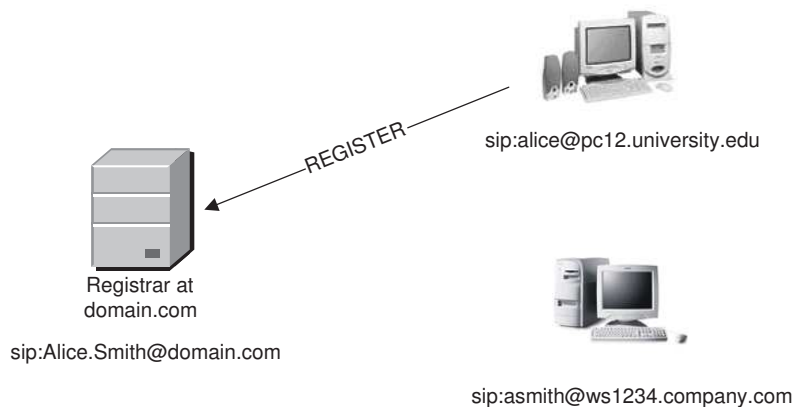 sip:alice@pc12.university.edu
REGISTER
Registrar at
domain.com
sip:Alice.Smith@domain.com
sip:asmith@ws1234.company.com